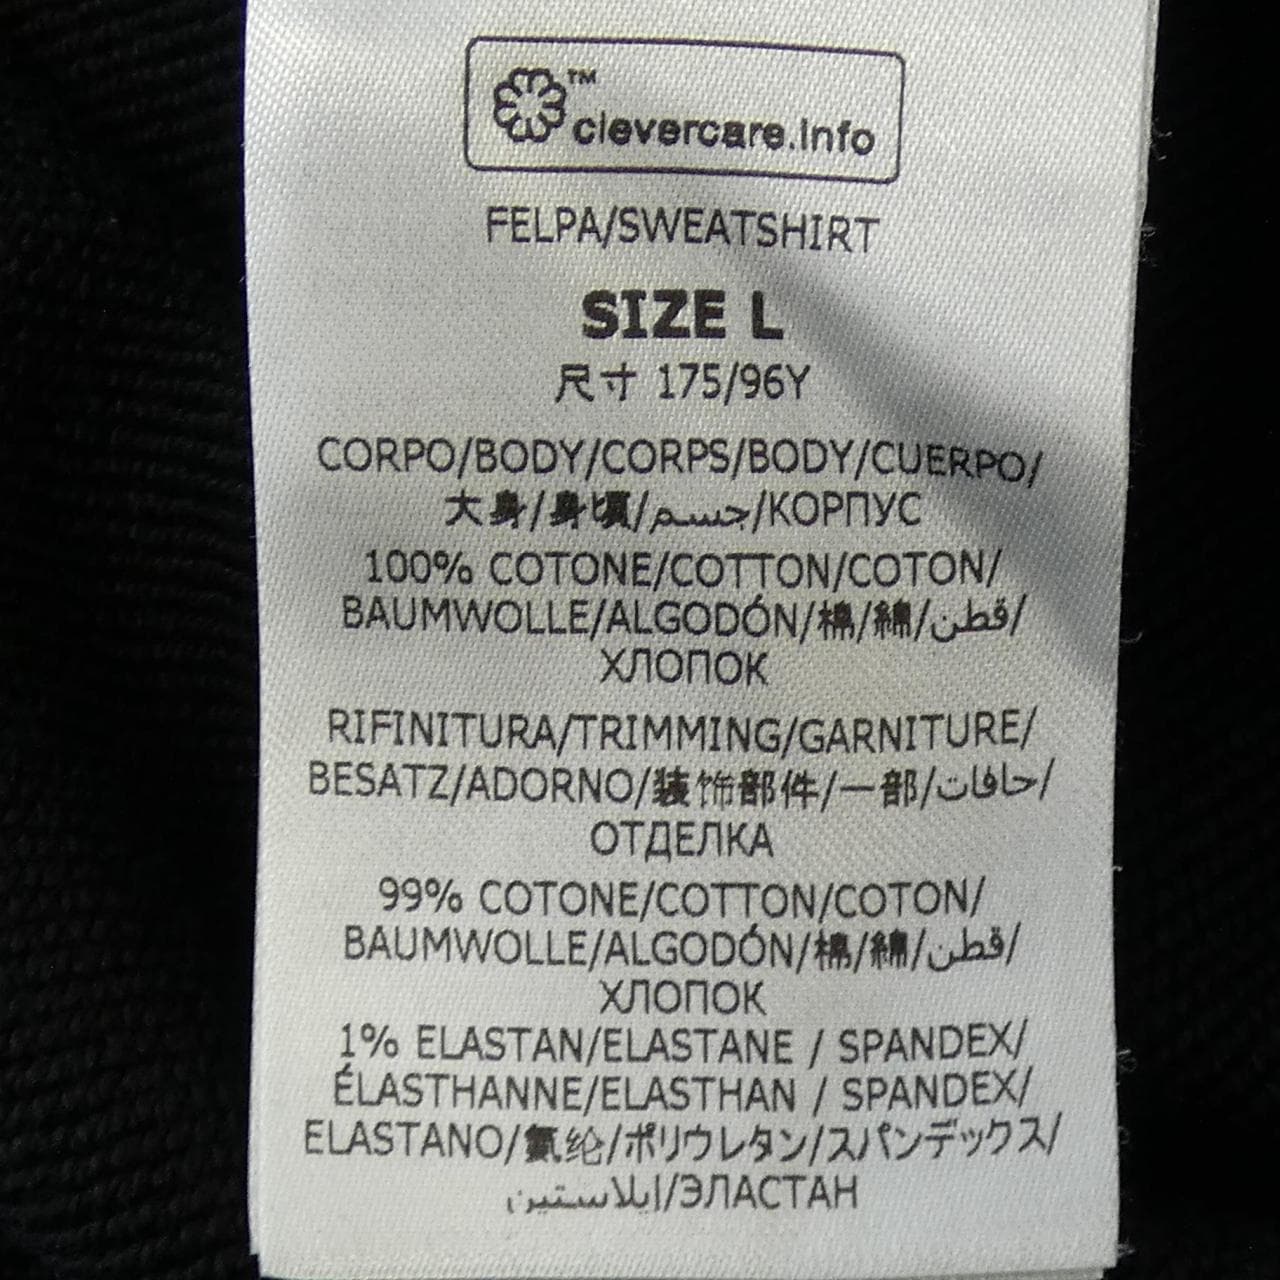 ™
clevercare.info
FELPA/SWEATSHIRT
SIZE L
尺寸 175/96Y
CORPO/BODY/CORPS/BODY/CUERPO/
大身/身頃/جسم/КОРПУС
100% COTONE/COTTON/COTON/
BAUMWOLLE/ALGODÓN/棉/綿/قطن/
ХЛОПОК
RIFINITURA/TRIMMING/GARNITURE/
BESATZ/ADORNO/装饰部件/一部/حافات/
ОТДЕЛКА
99% COTONE/COTTON/COTON/
BAUMWOLLE/ALGODÓN/棉/綿/قطن/
ХЛОПОК
1% ELASTAN/ELASTANE / SPANDEX/
ÉLASTHANNE/ELASTHAN / SPANDEX/
ELASTANO/氨纶/ポリウレタン/スパンデックス/
إيلاستين/ЭЛАСТАН